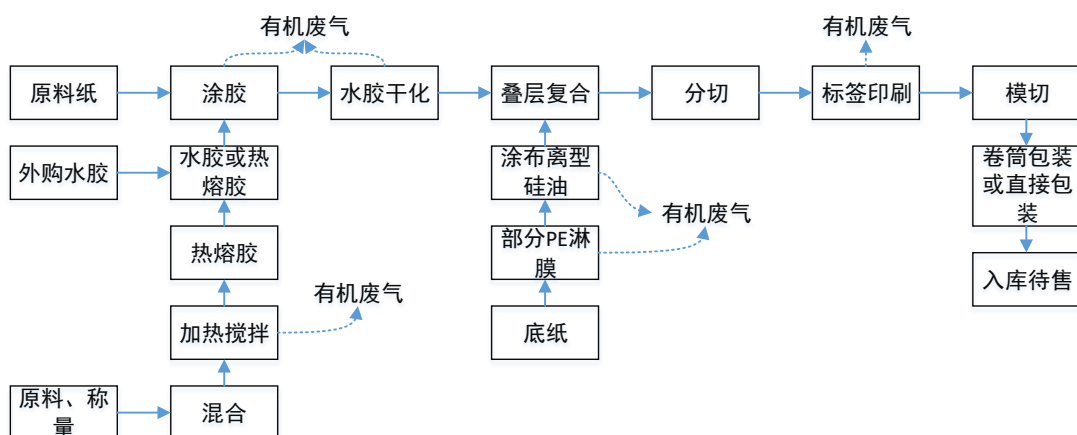 有机废气
有机废气
原料纸
涂胶
水胶干化
叠层复合
分切
标签印刷
模切
外购水胶
水胶或热
熔胶
涂布离型
硅油
卷筒包装
或直接包
装
有机废气
热熔胶
部分PE淋
膜
入库待售
有机废气
加热搅拌
底纸
原料、称
量
混合